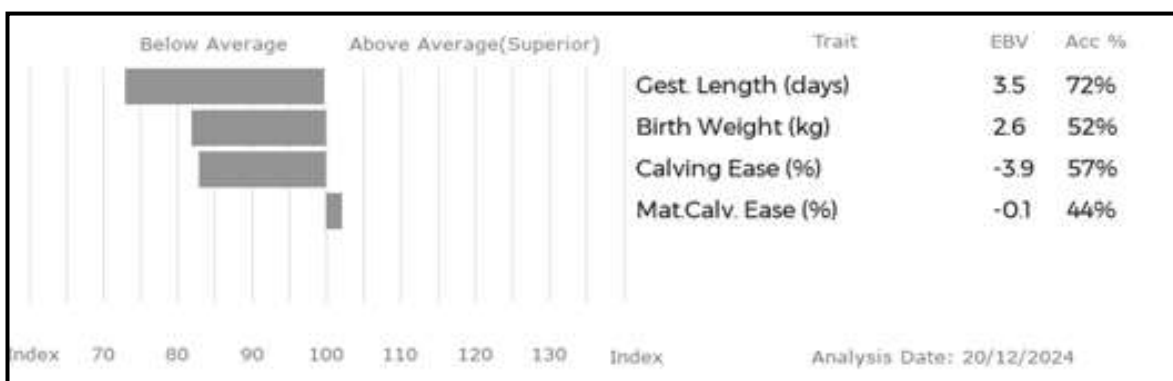 Below Average Above Average(Superior) Trait EBV Acc %
Gest. Length (days) 3.5 72%
Birth Weight (kg) 2.6 52%
Calving Ease (%) -3.9 57%
Mat.Calv. Ease (%) -0.1 44%
Index 70 80 90 100 110 120 130 Index Analysis Date: 20/12/2024